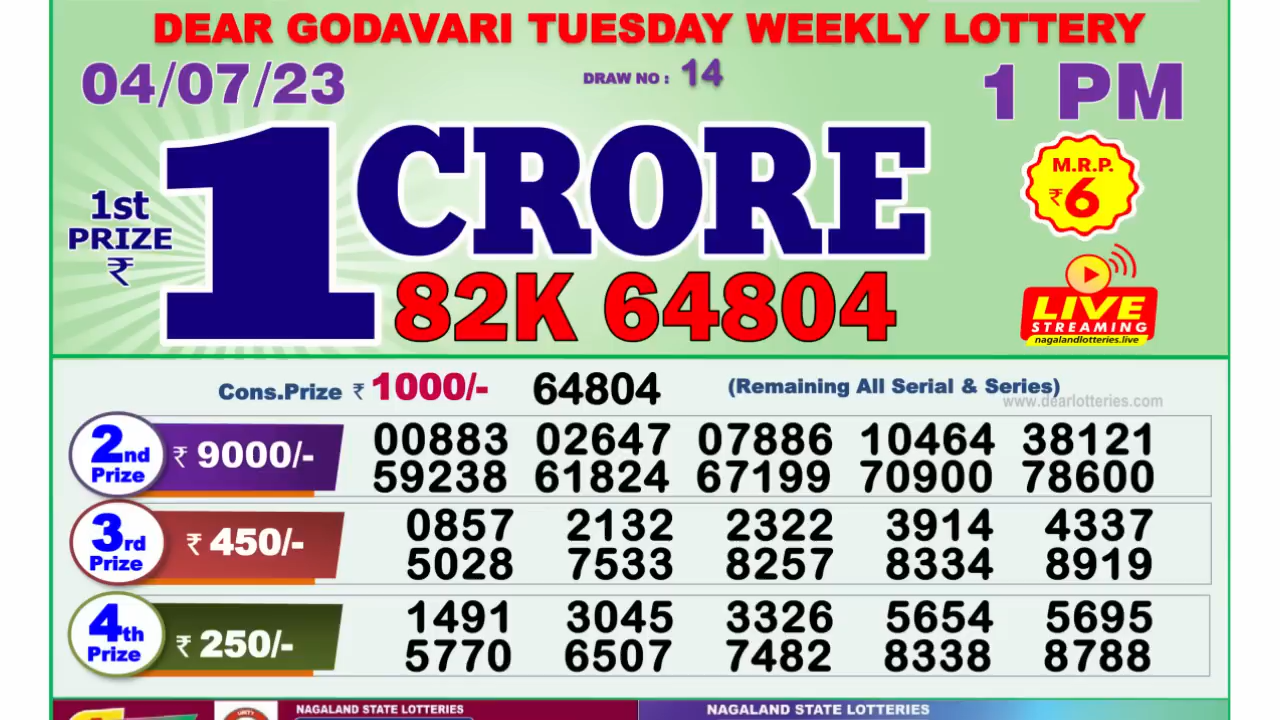 DEAR GODAVARI TUESDAY WEEKLY LOTTERY
04/07/23
DRAW NO : 14
1 PM
1st
PRIZE
₹
1 CRORE
82K 64804
M.R.P.
₹6
LIVE
STREAMING
nagalandlotteries.live
Cons.Prize ₹ 1000/- 64804 (Remaining All Serial & Series)
www.dearlotteries.com
2nd
Prize
₹ 9000/-
00883 02647 07886 10464 38121
59238 61824 67199 70900 78600
3rd
Prize
₹ 450/-
0857 2132 2322 3914 4337
5028 7533 8257 8334 8919
4th
Prize
₹ 250/-
1491 3045 3326 5654 5695
5770 6507 7482 8338 8788
NAGALAND STATE LOTTERIES
NAGALAND STATE LOTTERIES